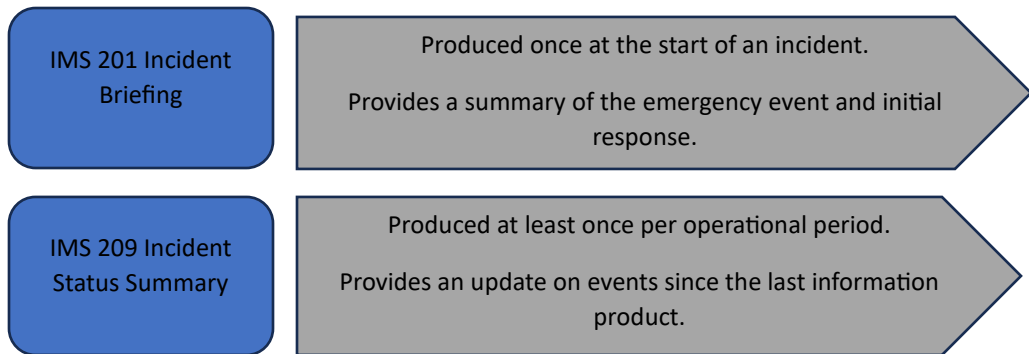 IMS 201 Incident
Briefing
Produced once at the start of an incident.
Provides a summary of the emergency event and initial
response.
IMS 209 Incident
Status Summary
Produced at least once per operational period.
Provides an update on events since the last information
product.